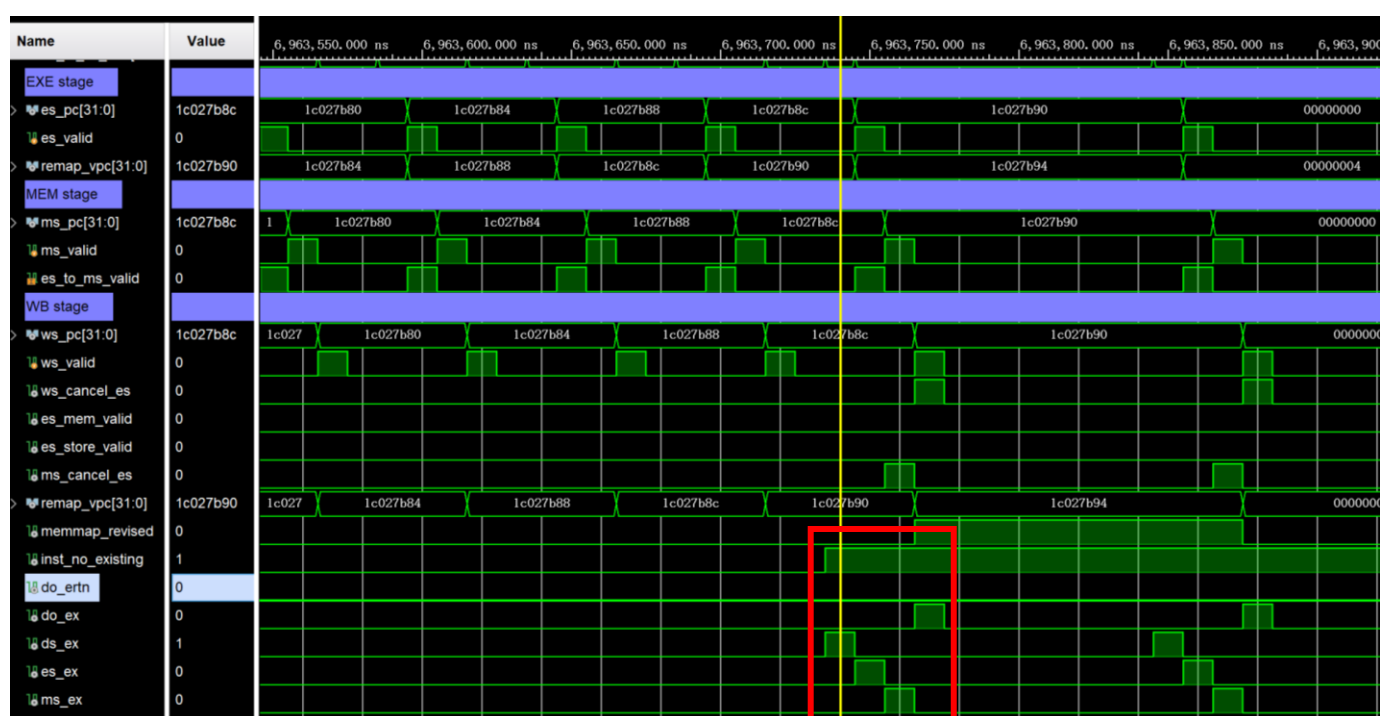 Name Value 6,963,550.000 ns 6,963,600.000 ns 6,963,650.000 ns 6,963,700.000 ns 6,963,750.000 ns 6,963,800.000 ns 6,963,850.000 ns 6,963,900
EXE stage
es_pc[31:0] 1c027b8c 1c027b80 1c027b84 1c027b88 1c027b8c 1c027b90 00000000
es_valid 0
remap_vpc[31:0] 1c027b90 1c027b84 1c027b88 1c027b8c 1c027b90 1c027b94 00000004
MEM stage
ms_pc[31:0] 1c027b8c 1 1c027b80 1c027b84 1c027b88 1c027b8c 1c027b90 00000000
ms_valid 0
es_to_ms_valid 0
WB stage
ws_pc[31:0] 1c027b8c 1c027 1c027b80 1c027b84 1c027b88 1c027b8c 1c027b90 0000000
ws_valid 0
ws_cancel_es 0
es_mem_valid 0
es_store_valid 0
ms_cancel_es 0
remap_vpc[31:0] 1c027b90 1c027 1c027b84 1c027b88 1c027b8c 1c027b90 1c027b94 0000000
memmap_revised 0
inst_no_existing 1
do_ertn 0
do_ex 0
ds_ex 1
es_ex 0
ms_ex 0